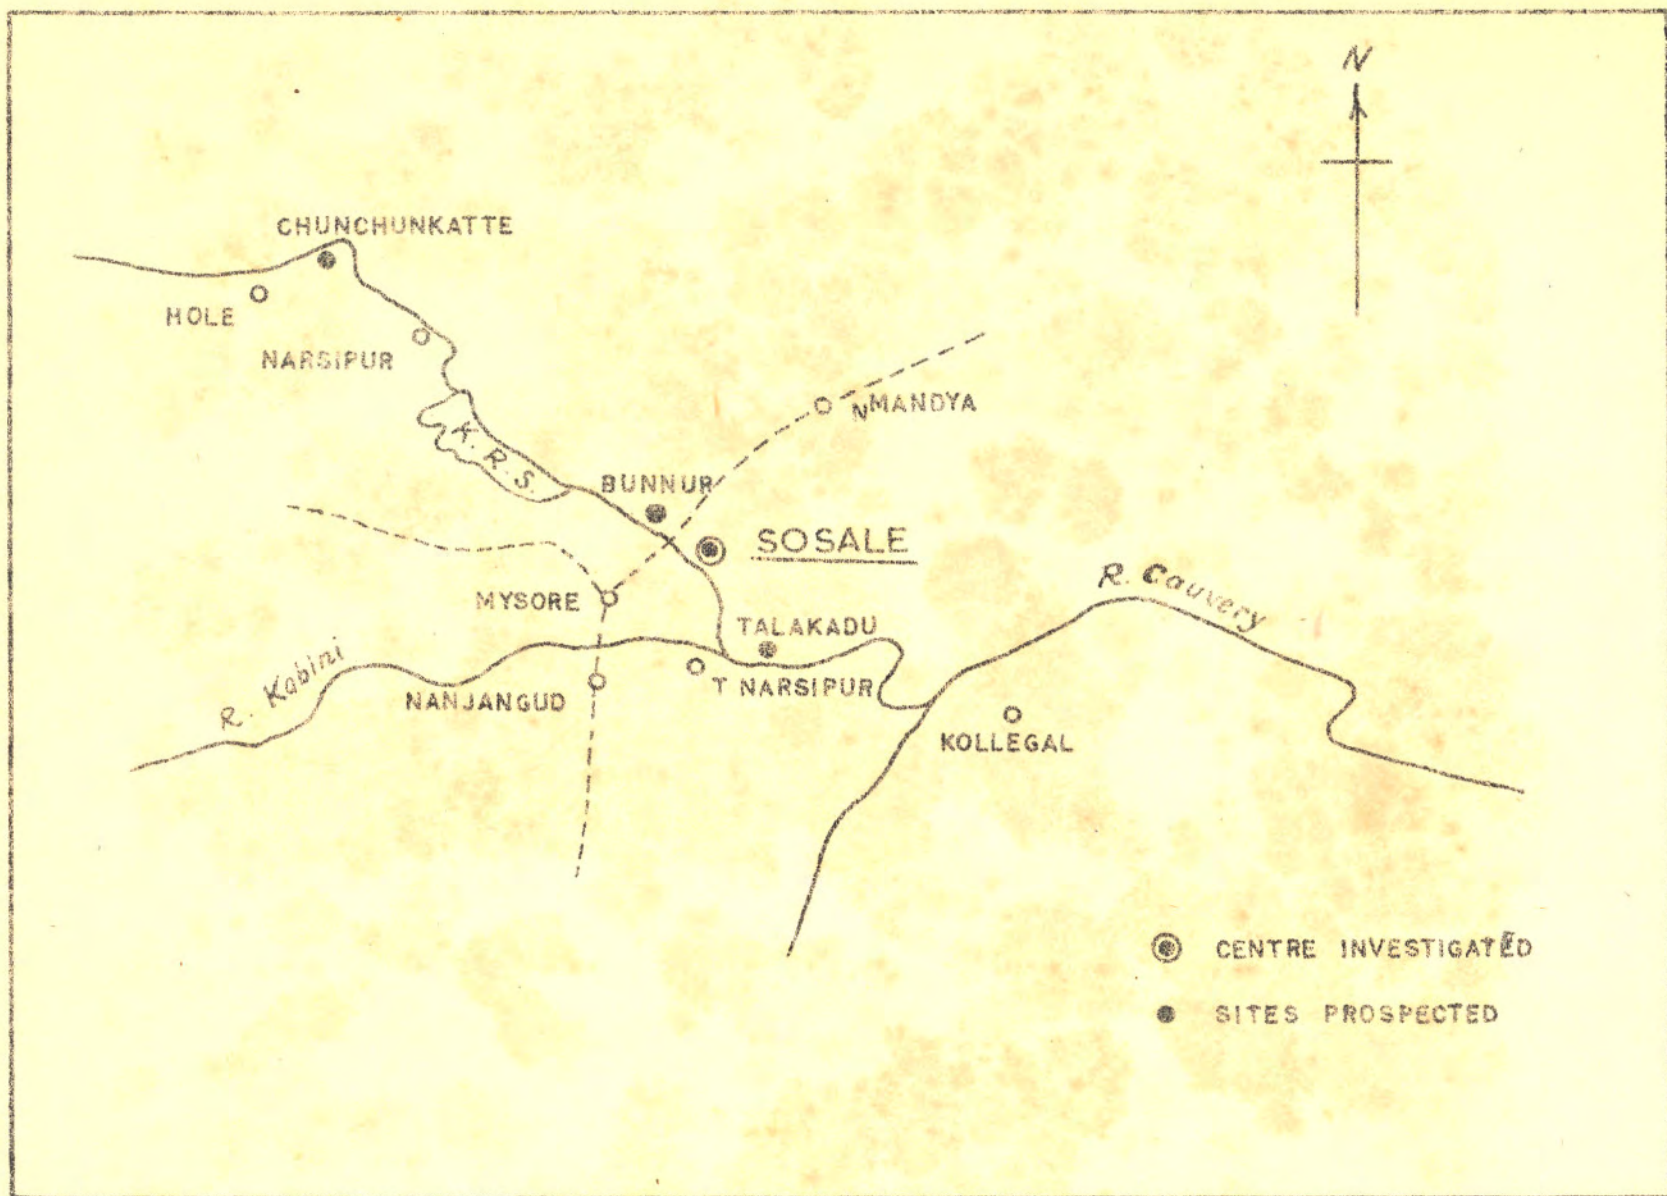 N
CHUNCHUNKATTE
HOLE
NARSIPUR
N MANDYA
K. R. S.
BUNNUR
SOSALE
R. Cauvery
MYSORE
TALAKADU
R. Kabini
T NARSIPUR
NANJANGUD
KOLLEGAL
CENTRE INVESTIGATED
SITES PROSPECTED